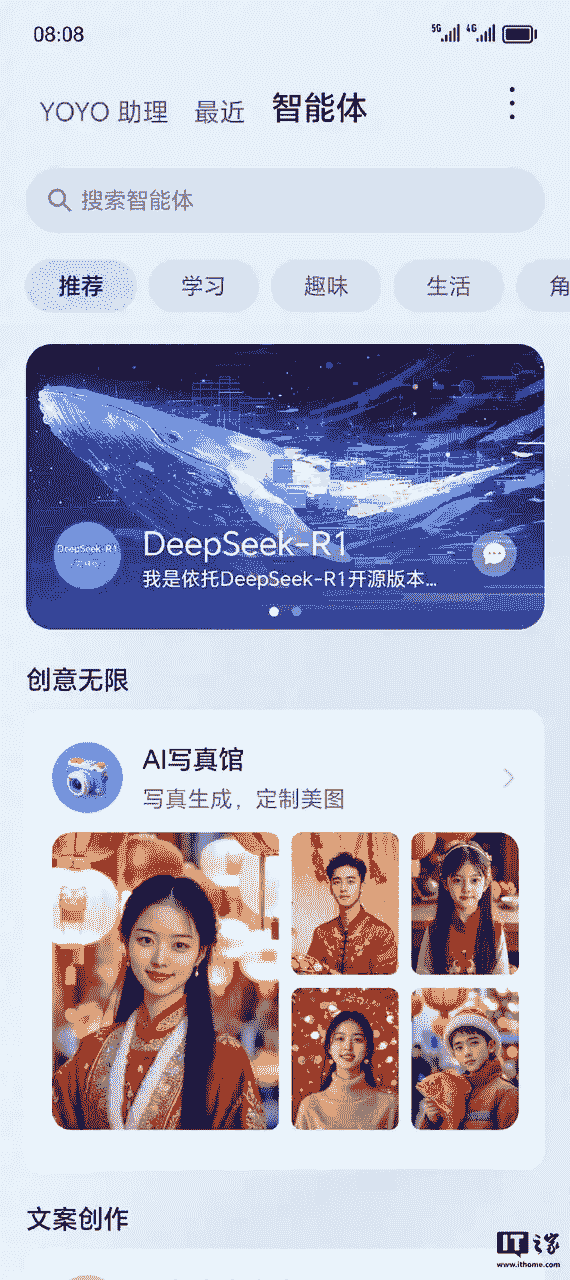 08:08
5G 4G
YOYO 助理 最近 智能体
搜索智能体
推荐 学习 趣味 生活 角
DeepSeek-R1
DeepSeek-R1
我是依托DeepSeek-R1开源版本...
创意无限
AI写真馆
写真生成，定制美图
文案创作
IT之家
www.ithome.com